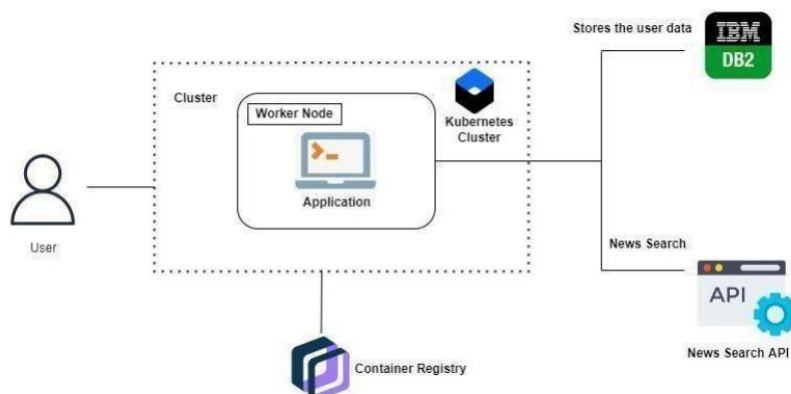 Stores the user data
IBM
DB2
Cluster
Worker Node
Kubernetes
Cluster
Application
User
News Search
API
News Search API
Container Registry